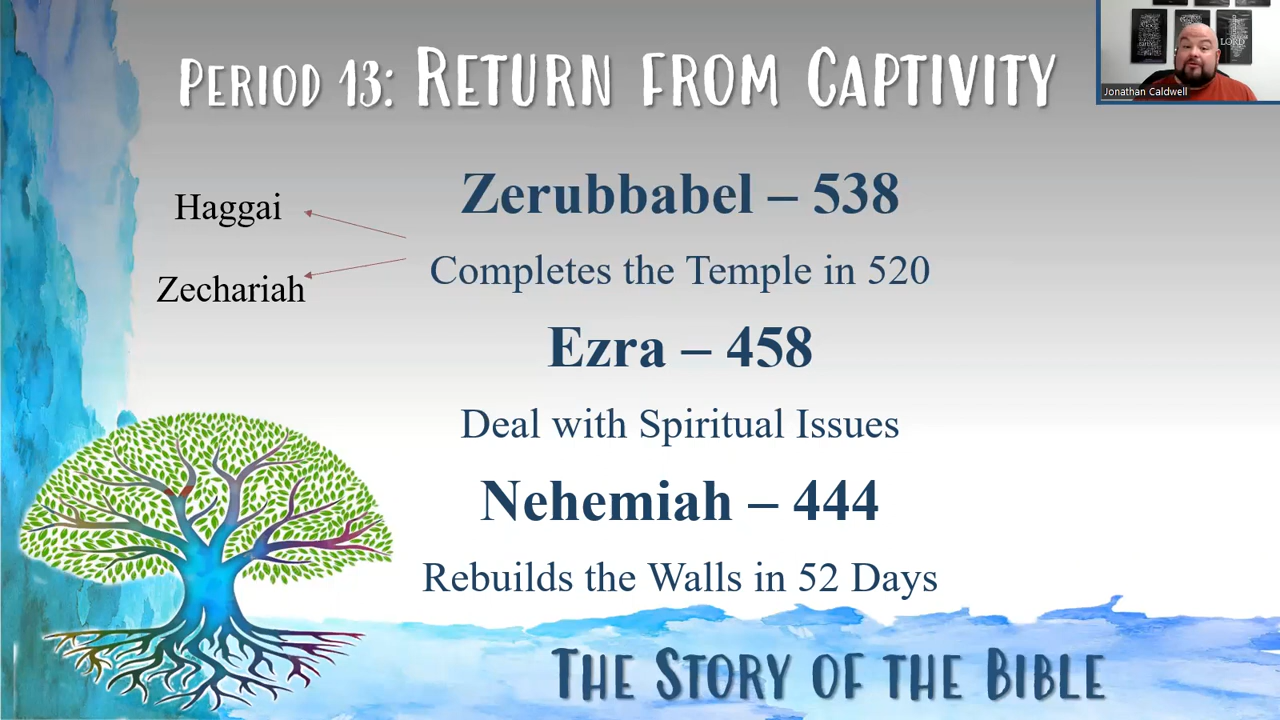 Period 13: Return from Captivity
Jonathan Caldwell
Haggai
Zechariah
Zerubbabel – 538
Completes the Temple in 520
Ezra – 458
Deal with Spiritual Issues
Nehemiah – 444
Rebuilds the Walls in 52 Days
The Story of the Bible
LORD